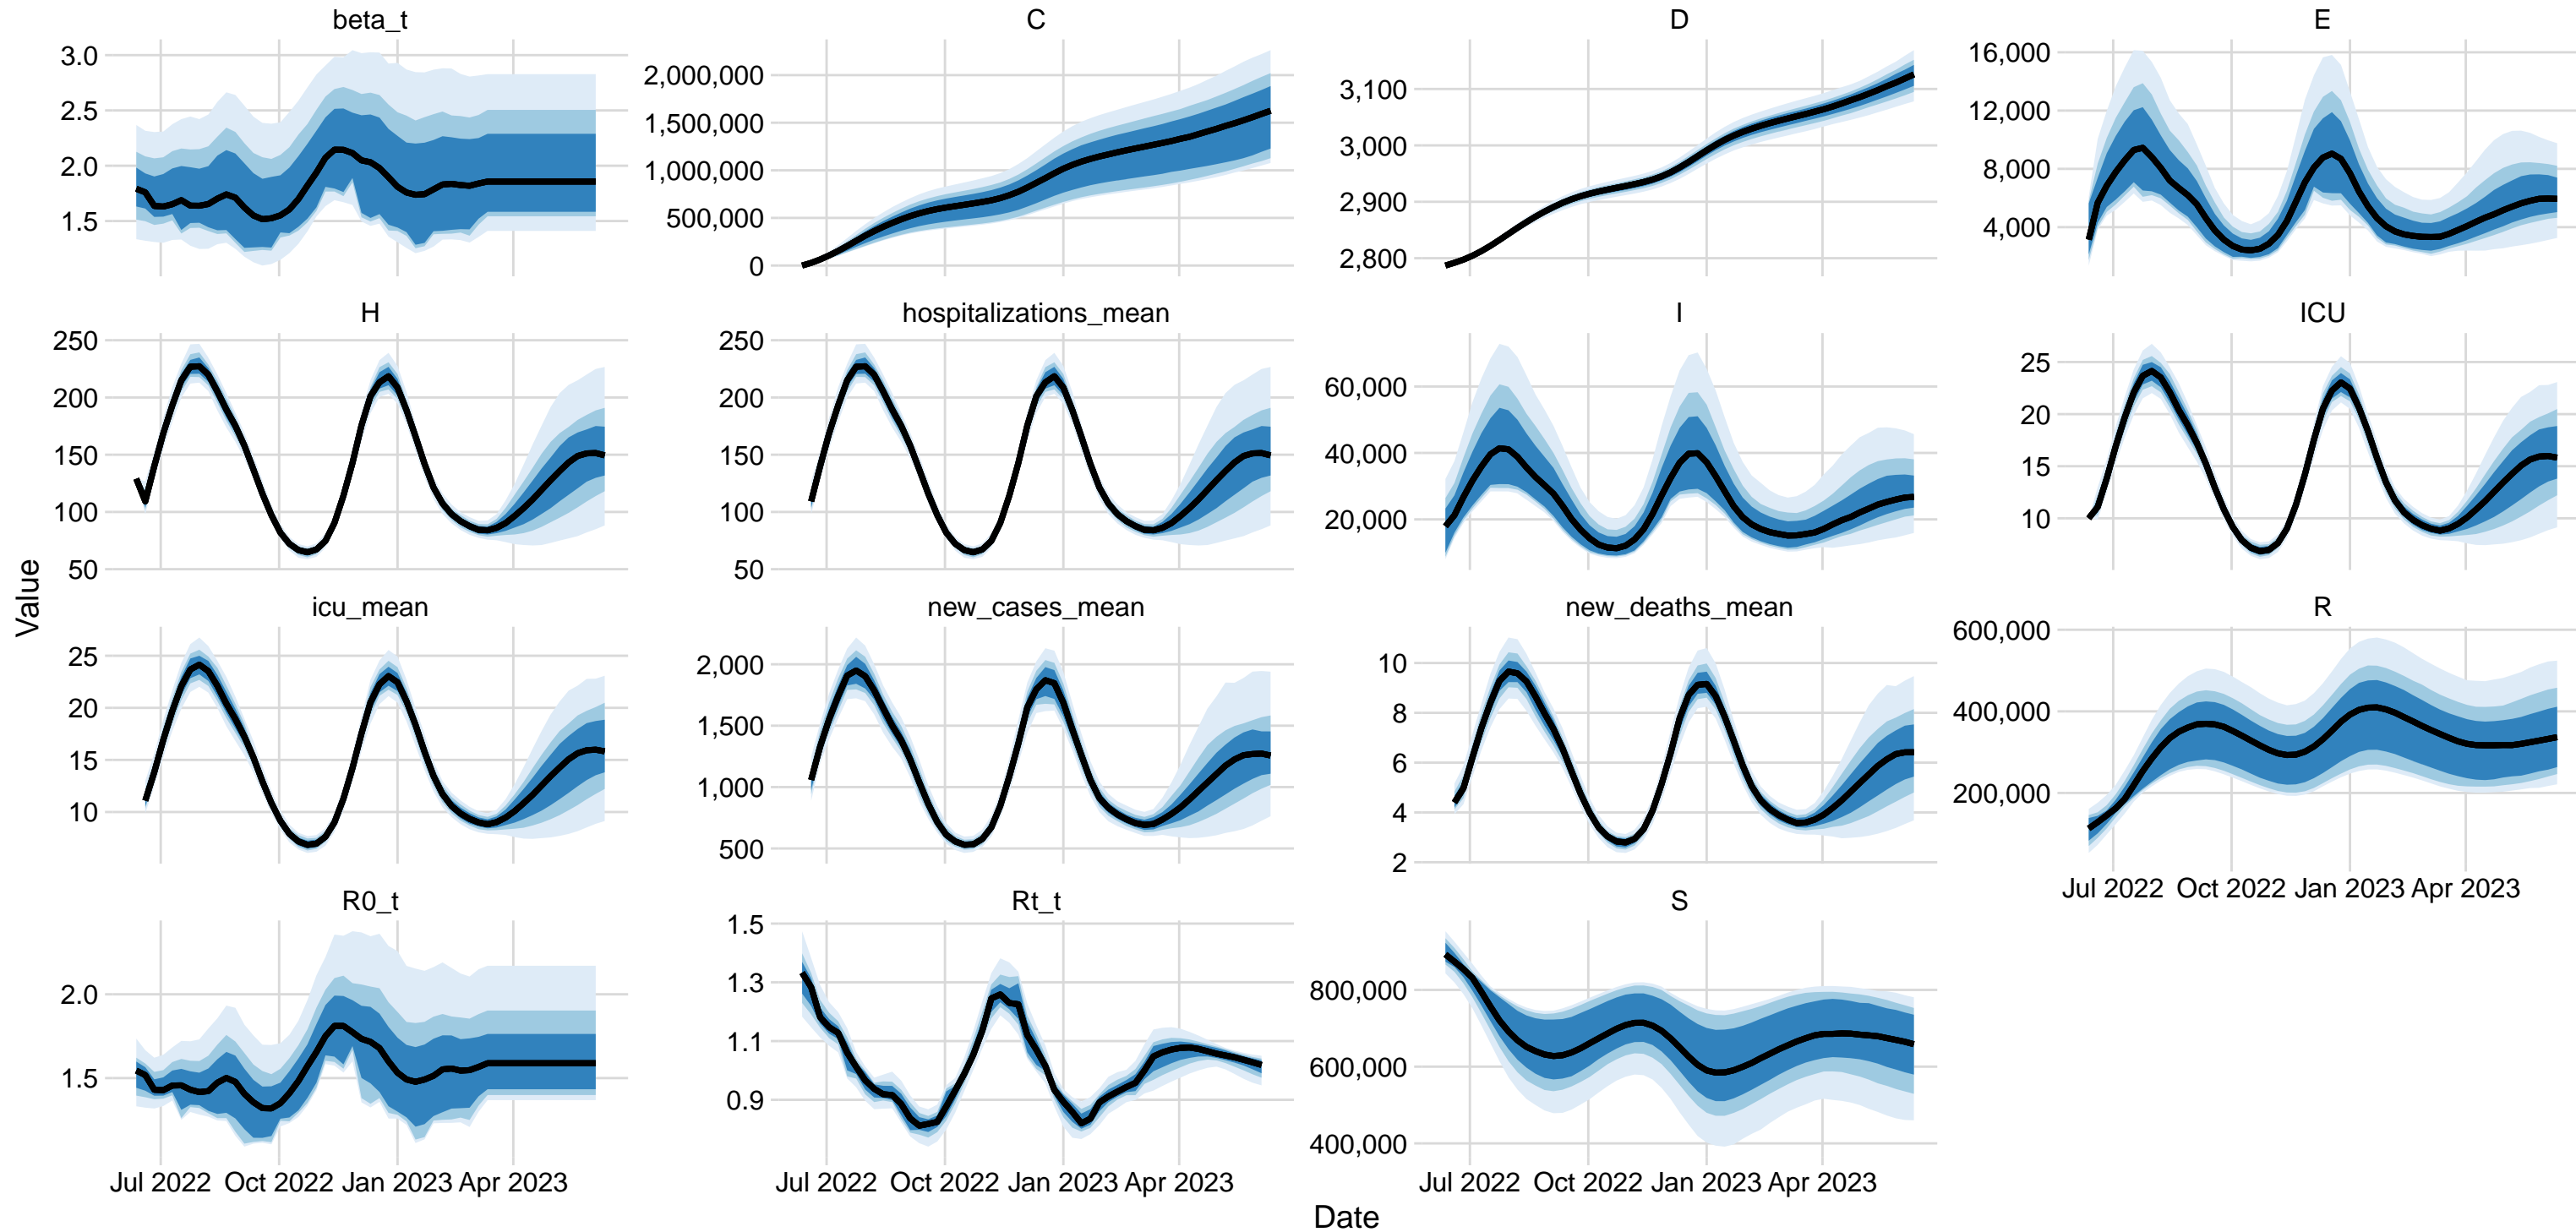 beta_t
C
D
E
3.0
2.5
2.0
1.5
2,000,000
1,500,000
1,000,000
500,000
0
3,100
3,000
2,900
2,800
16,000
12,000
8,000
4,000
H
hospitalizations_mean
I
ICU
250
200
150
100
50
250
200
150
100
50
60,000
40,000
20,000
25
20
15
10
Value
icu_mean
new_cases_mean
new_deaths_mean
R
25
20
15
10
2,000
1,500
1,000
500
10
8
6
4
2
600,000
400,000
200,000
Jul 2022 Oct 2022 Jan 2023 Apr 2023
R0_t
Rt_t
S
2.0
1.5
1.5
1.3
1.1
0.9
800,000
600,000
400,000
Jul 2022 Oct 2022 Jan 2023 Apr 2023
Jul 2022 Oct 2022 Jan 2023 Apr 2023
Jul 2022 Oct 2022 Jan 2023 Apr 2023
Date